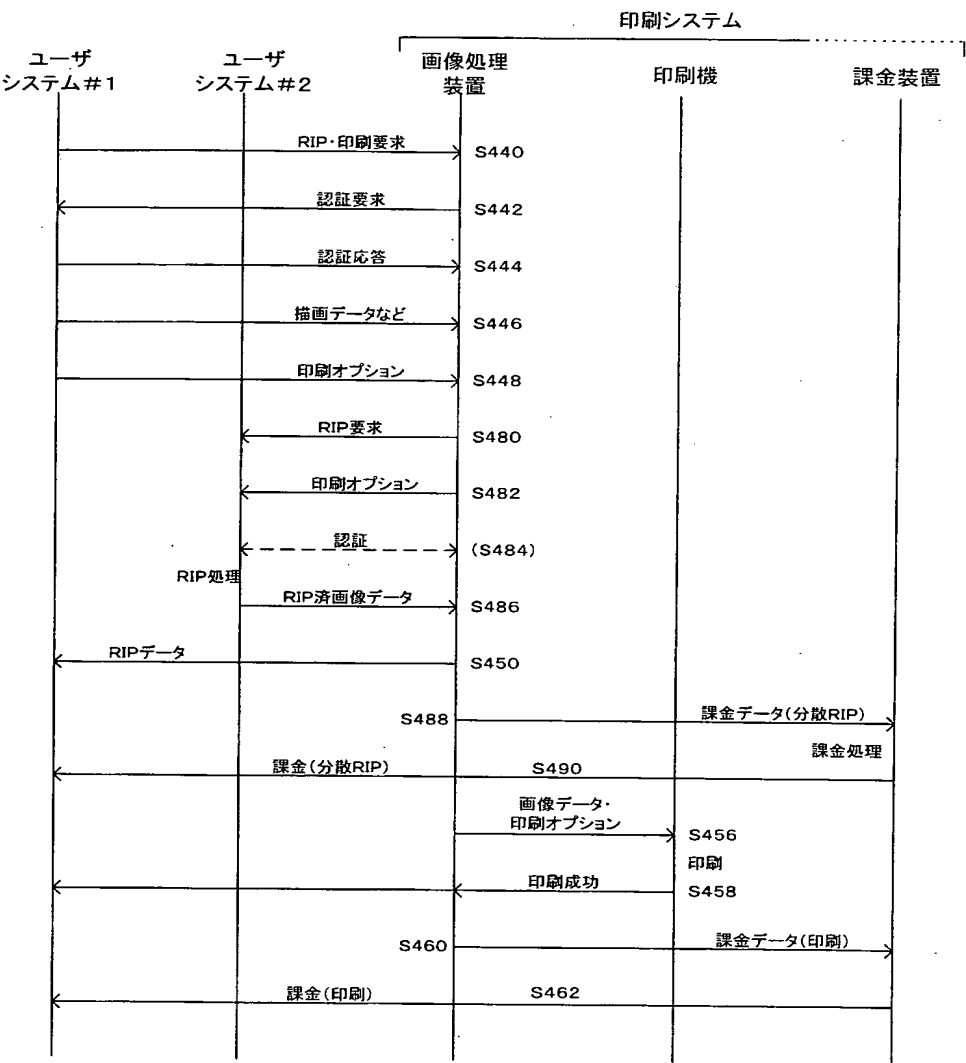 印刷システム
ユーザ
システム#1
ユーザ
システム#2
画像処理
装置
印刷機
課金装置
RIP・印刷要求
S440
認証要求
S442
認証応答
S444
描画データなど
S446
印刷オプション
S448
RIP要求
S480
印刷オプション
S482
認証
(S484)
RIP処理
RIP済画像データ
S486
RIPデータ
S450
S488
課金データ(分散RIP)
課金処理
課金(分散RIP)
S490
画像データ・
印刷オプション
S456
印刷
印刷成功
S458
S460
課金データ(印刷)
課金(印刷)
S462